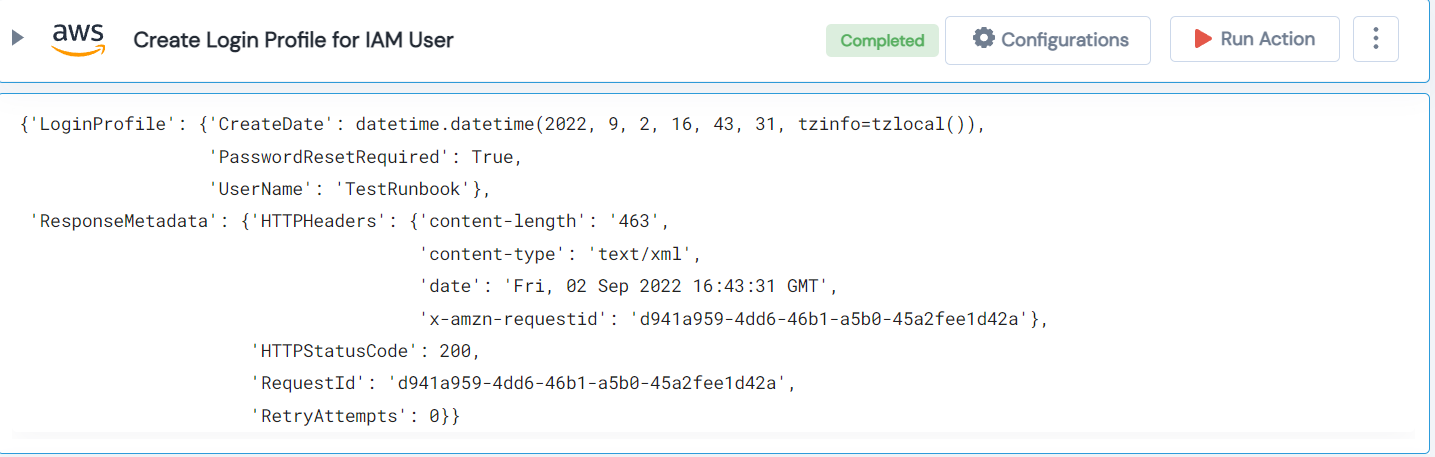 aws Create Login Profile for IAM User Completed Configurations Run Action
{'LoginProfile': {'CreateDate': datetime.datetime(2022, 9, 2, 16, 43, 31, tzinfo=tzlocal()),
'PasswordResetRequired': True,
'UserName': 'TestRunbook'},
'ResponseMetadata': {'HTTPHeaders': {'content-length': '463',
'content-type': 'text/xml',
'date': 'Fri, 02 Sep 2022 16:43:31 GMT',
'x-amzn-requestid': 'd941a959-4dd6-46b1-a5b0-45a2fee1d42a'},
'HTTPStatusCode': 200,
'RequestId': 'd941a959-4dd6-46b1-a5b0-45a2fee1d42a',
'RetryAttempts': 0}}